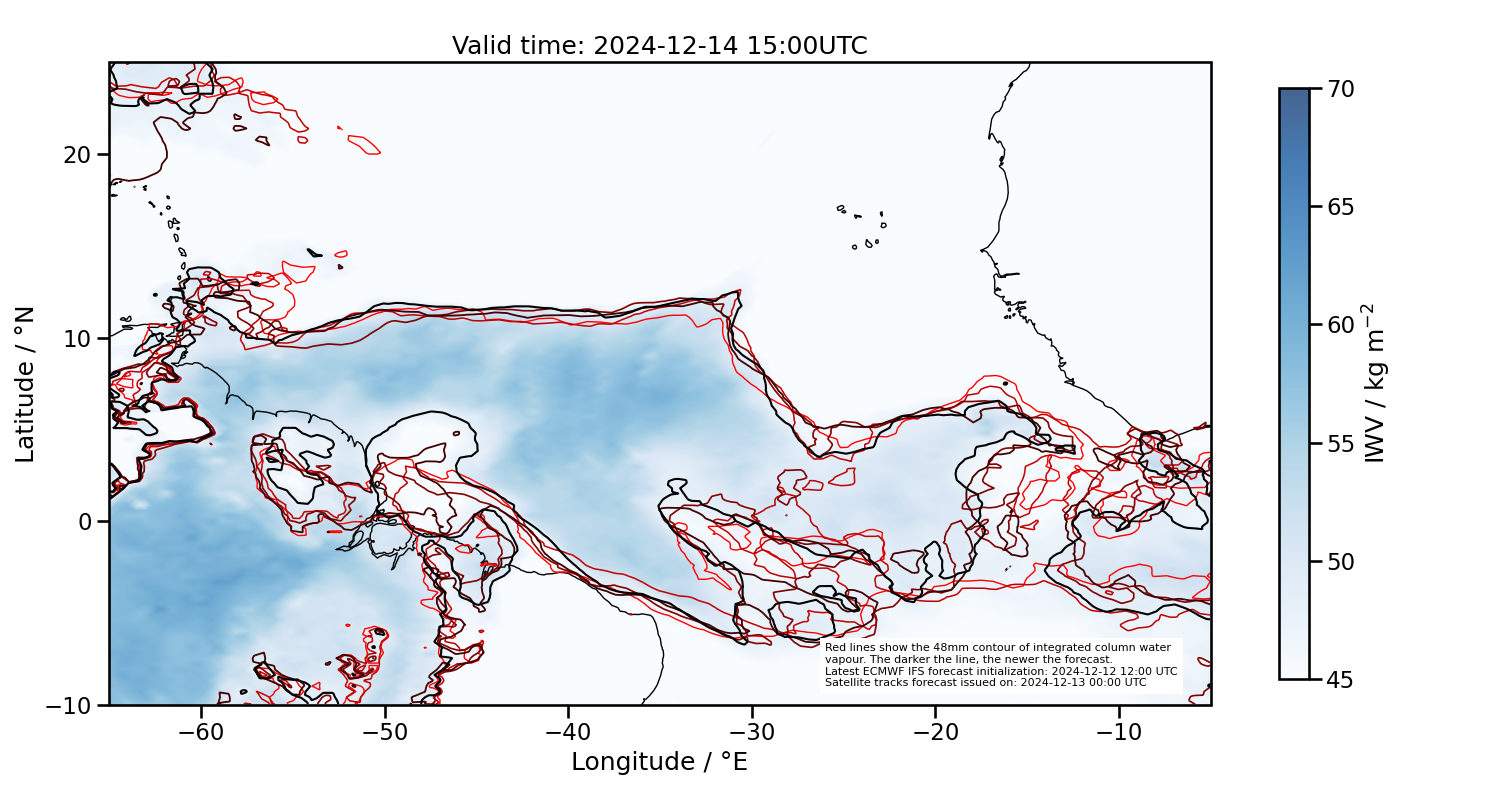 Valid time: 2024-12-14 15:00UTC
Latitude / °N
20
10
0
−10
−60
−50
−40
−30
−20
−10
Longitude / °E
Red lines show the 48mm contour of integrated column water
vapour. The darker the line, the newer the forecast.
Latest ECMWF IFS forecast initialization: 2024-12-12 12:00 UTC
Satellite tracks forecast issued on: 2024-12-13 00:00 UTC
70
65
60
55
50
45
IWV / kg m⁻²